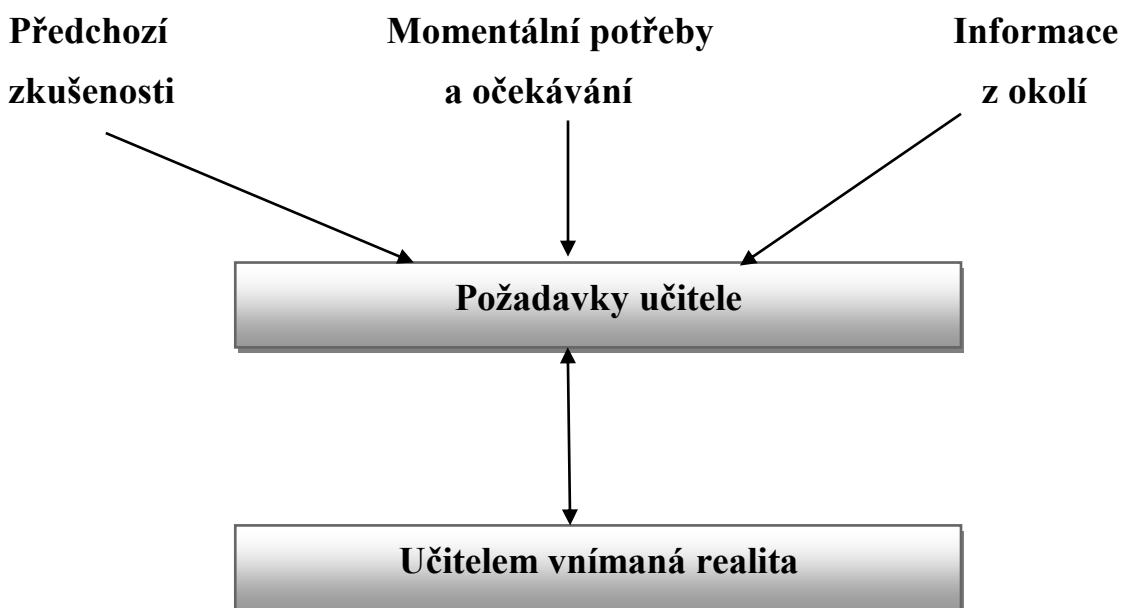 Předchozí
zkušenosti
Momentální potřeby
a očekávání
Informace
z okolí
Požadavky učitele
Učitelem vnímaná realita